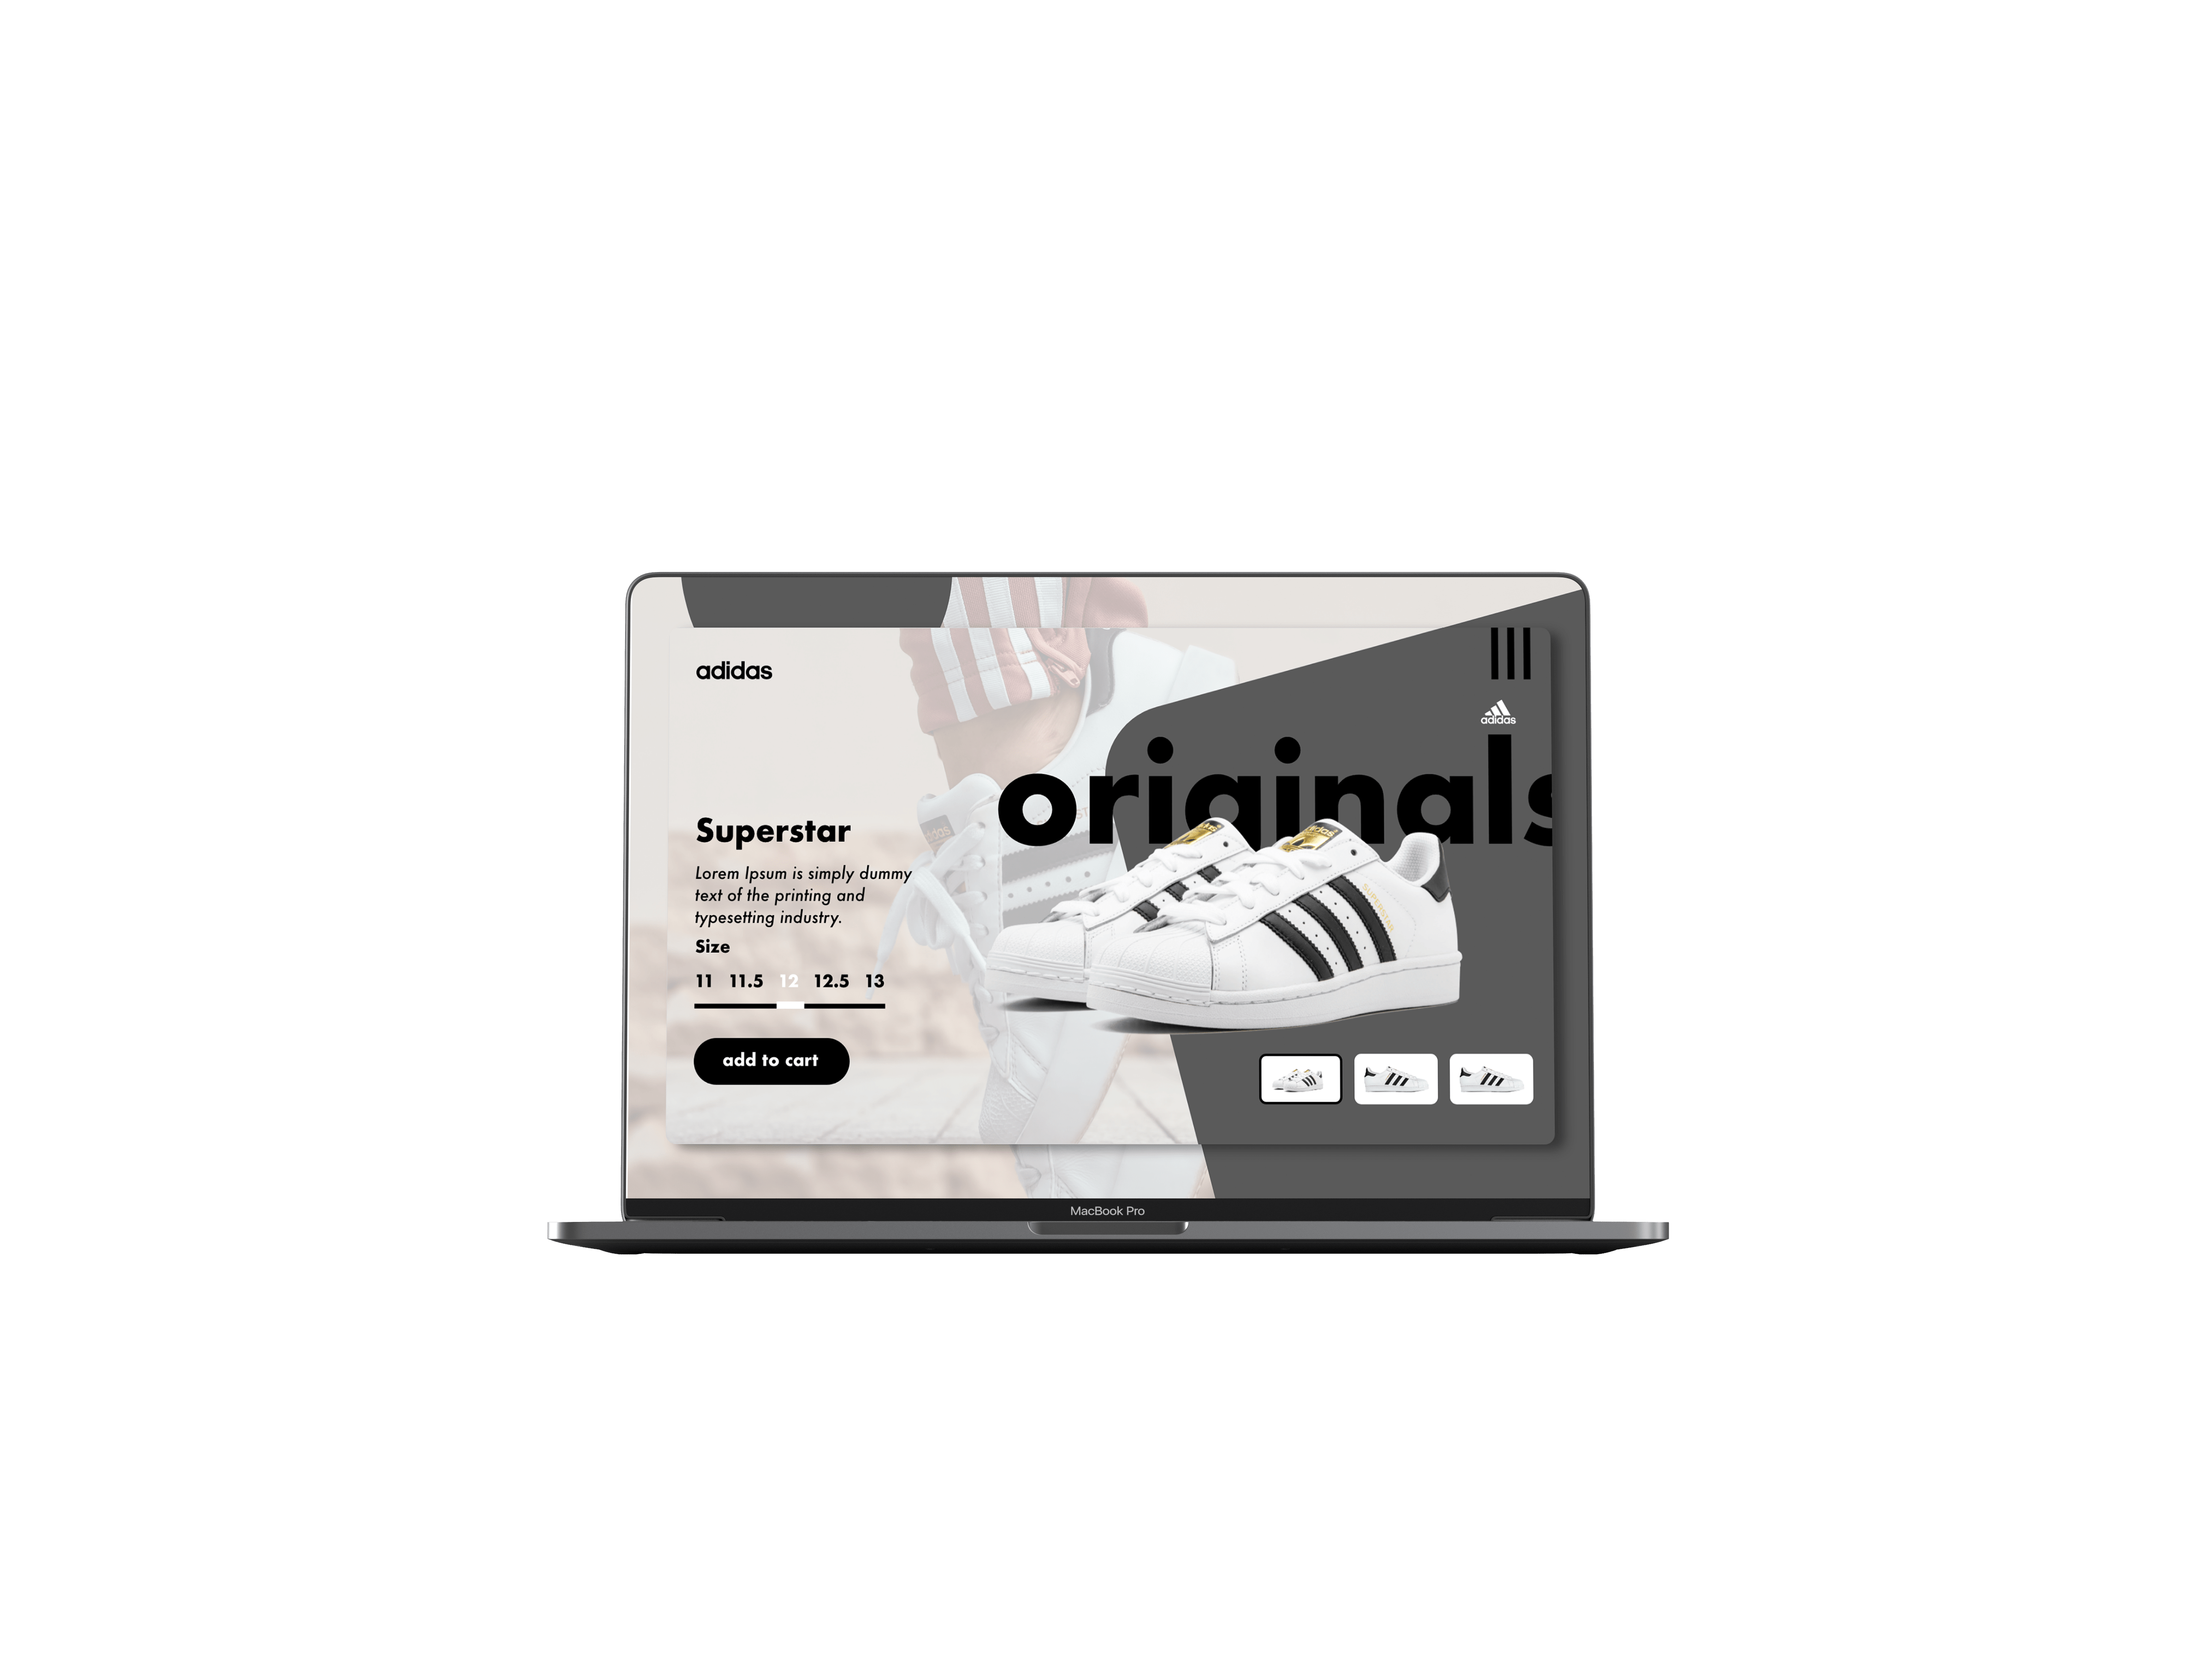 adidas
adidas
originals
Superstar
Lorem Ipsum is simply dummy
text of the printing and
typesetting industry.
Size
11 11.5 12 12.5 13
add to cart
MacBook Pro